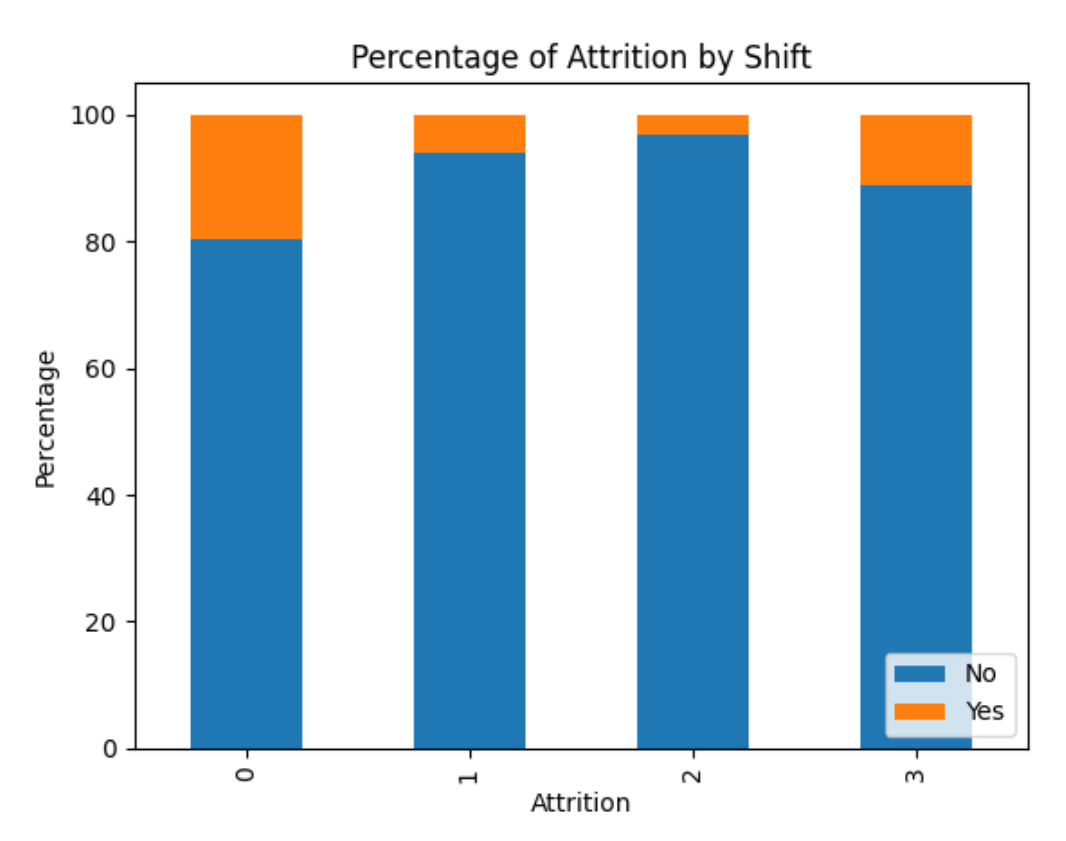 Percentage of Attrition by Shift
100
80
60
40
20
0
Percentage
0 1 2 3
Attrition
No
Yes